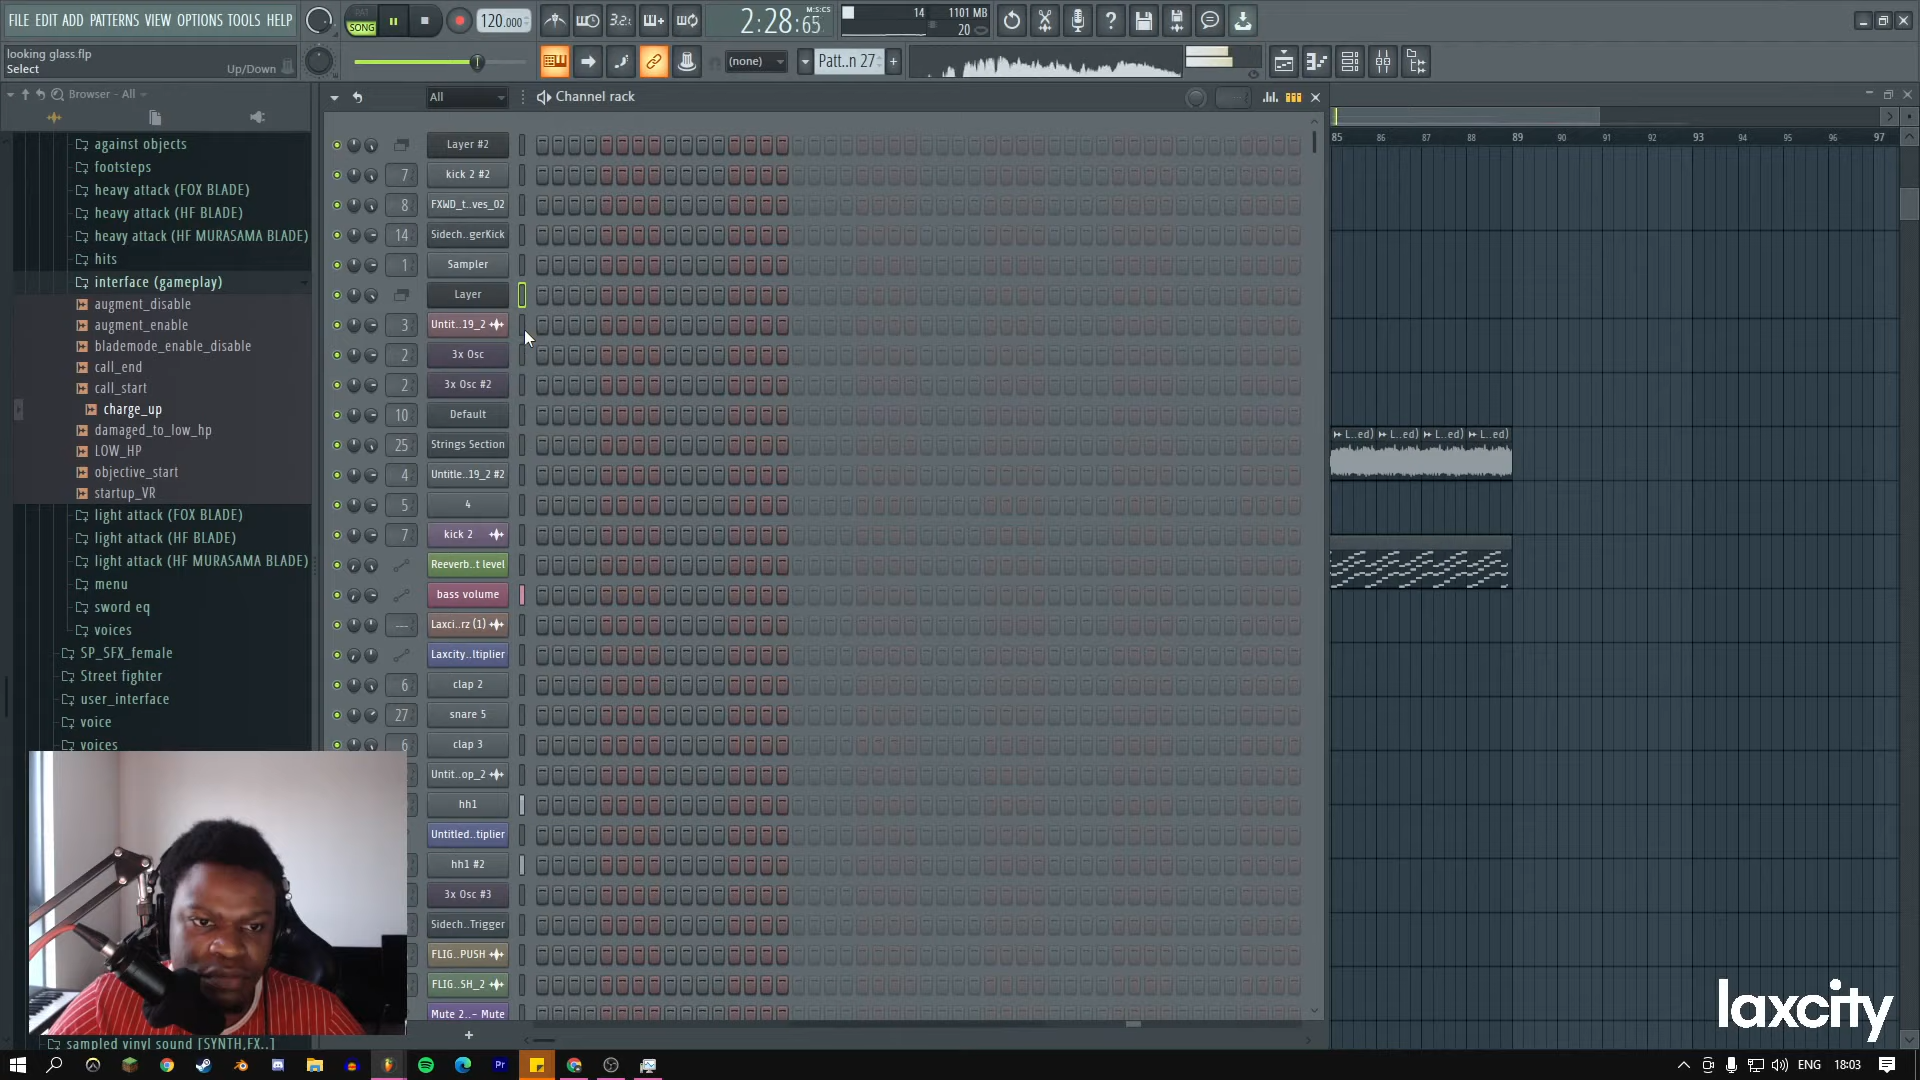 FILE EDIT ADD PATTERNS VIEW OPTIONS TOOLS HELP
PAT
SONG
120.000
3.2.
2:28:65
M:S:CS
14
1101 MB
20
looking glass.flp
Select
Up/Down
(none)
Patt..n 27
Browser - All
against objects
footsteps
heavy attack (FOX BLADE)
heavy attack (HF BLADE)
heavy attack (HF MURASAMA BLADE)
hits
interface (gameplay)
augment_disable
augment_enable
blademode_enable_disable
call_end
call_start
charge_up
damaged_to_low_hp
LOW_HP
objective_start
startup_VR
light attack (FOX BLADE)
light attack (HF BLADE)
light attack (HF MURASAMA BLADE)
menu
sword eq
voices
SP_SFX_female
Street fighter
user_interface
voice
voices
sampled vinyl sound [SYNTH,FX..]
All
Channel rack
Layer #2
7 kick 2 #2
8 FXWD_t..ves_02
14 Sidech..gerKick
1 Sampler
Layer
3 Untit..19_2
2 3x Osc
2 3x Osc #2
10 Default
25 Strings Section
4 Untitle..19_2 #2
5 4
7 kick 2
Reeverb..t level
bass volume
--- Laxci..rz (1)
Laxcity..ltiplier
6 clap 2
27 snare 5
6 clap 3
Untit..op_2
hh1
Untitled..tiplier
hh1 #2
3x Osc #3
Sidech..Trigger
FLIG..PUSH
FLIG..SH_2
Mute 2..- Mute
+
85 86 87 88 89 90 91 92 93 94 95 96 97
L..ed) L..ed) L..ed) L..ed)
laxcity
Pr
ENG
18:03